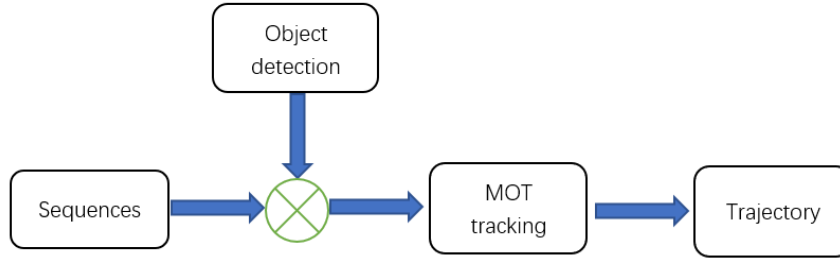 Object
detection
Sequences
MOT
tracking
Trajectory